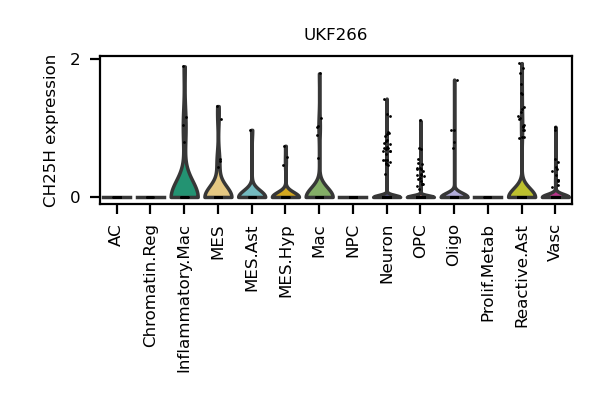 UKF266
CH25H expression
2
0
AC
Chromatin.Reg
Inflammatory.Mac
MES
MES.Ast
MES.Hyp
Mac
NPC
Neuron
OPC
Oligo
Prolif.Metab
Reactive.Ast
Vasc